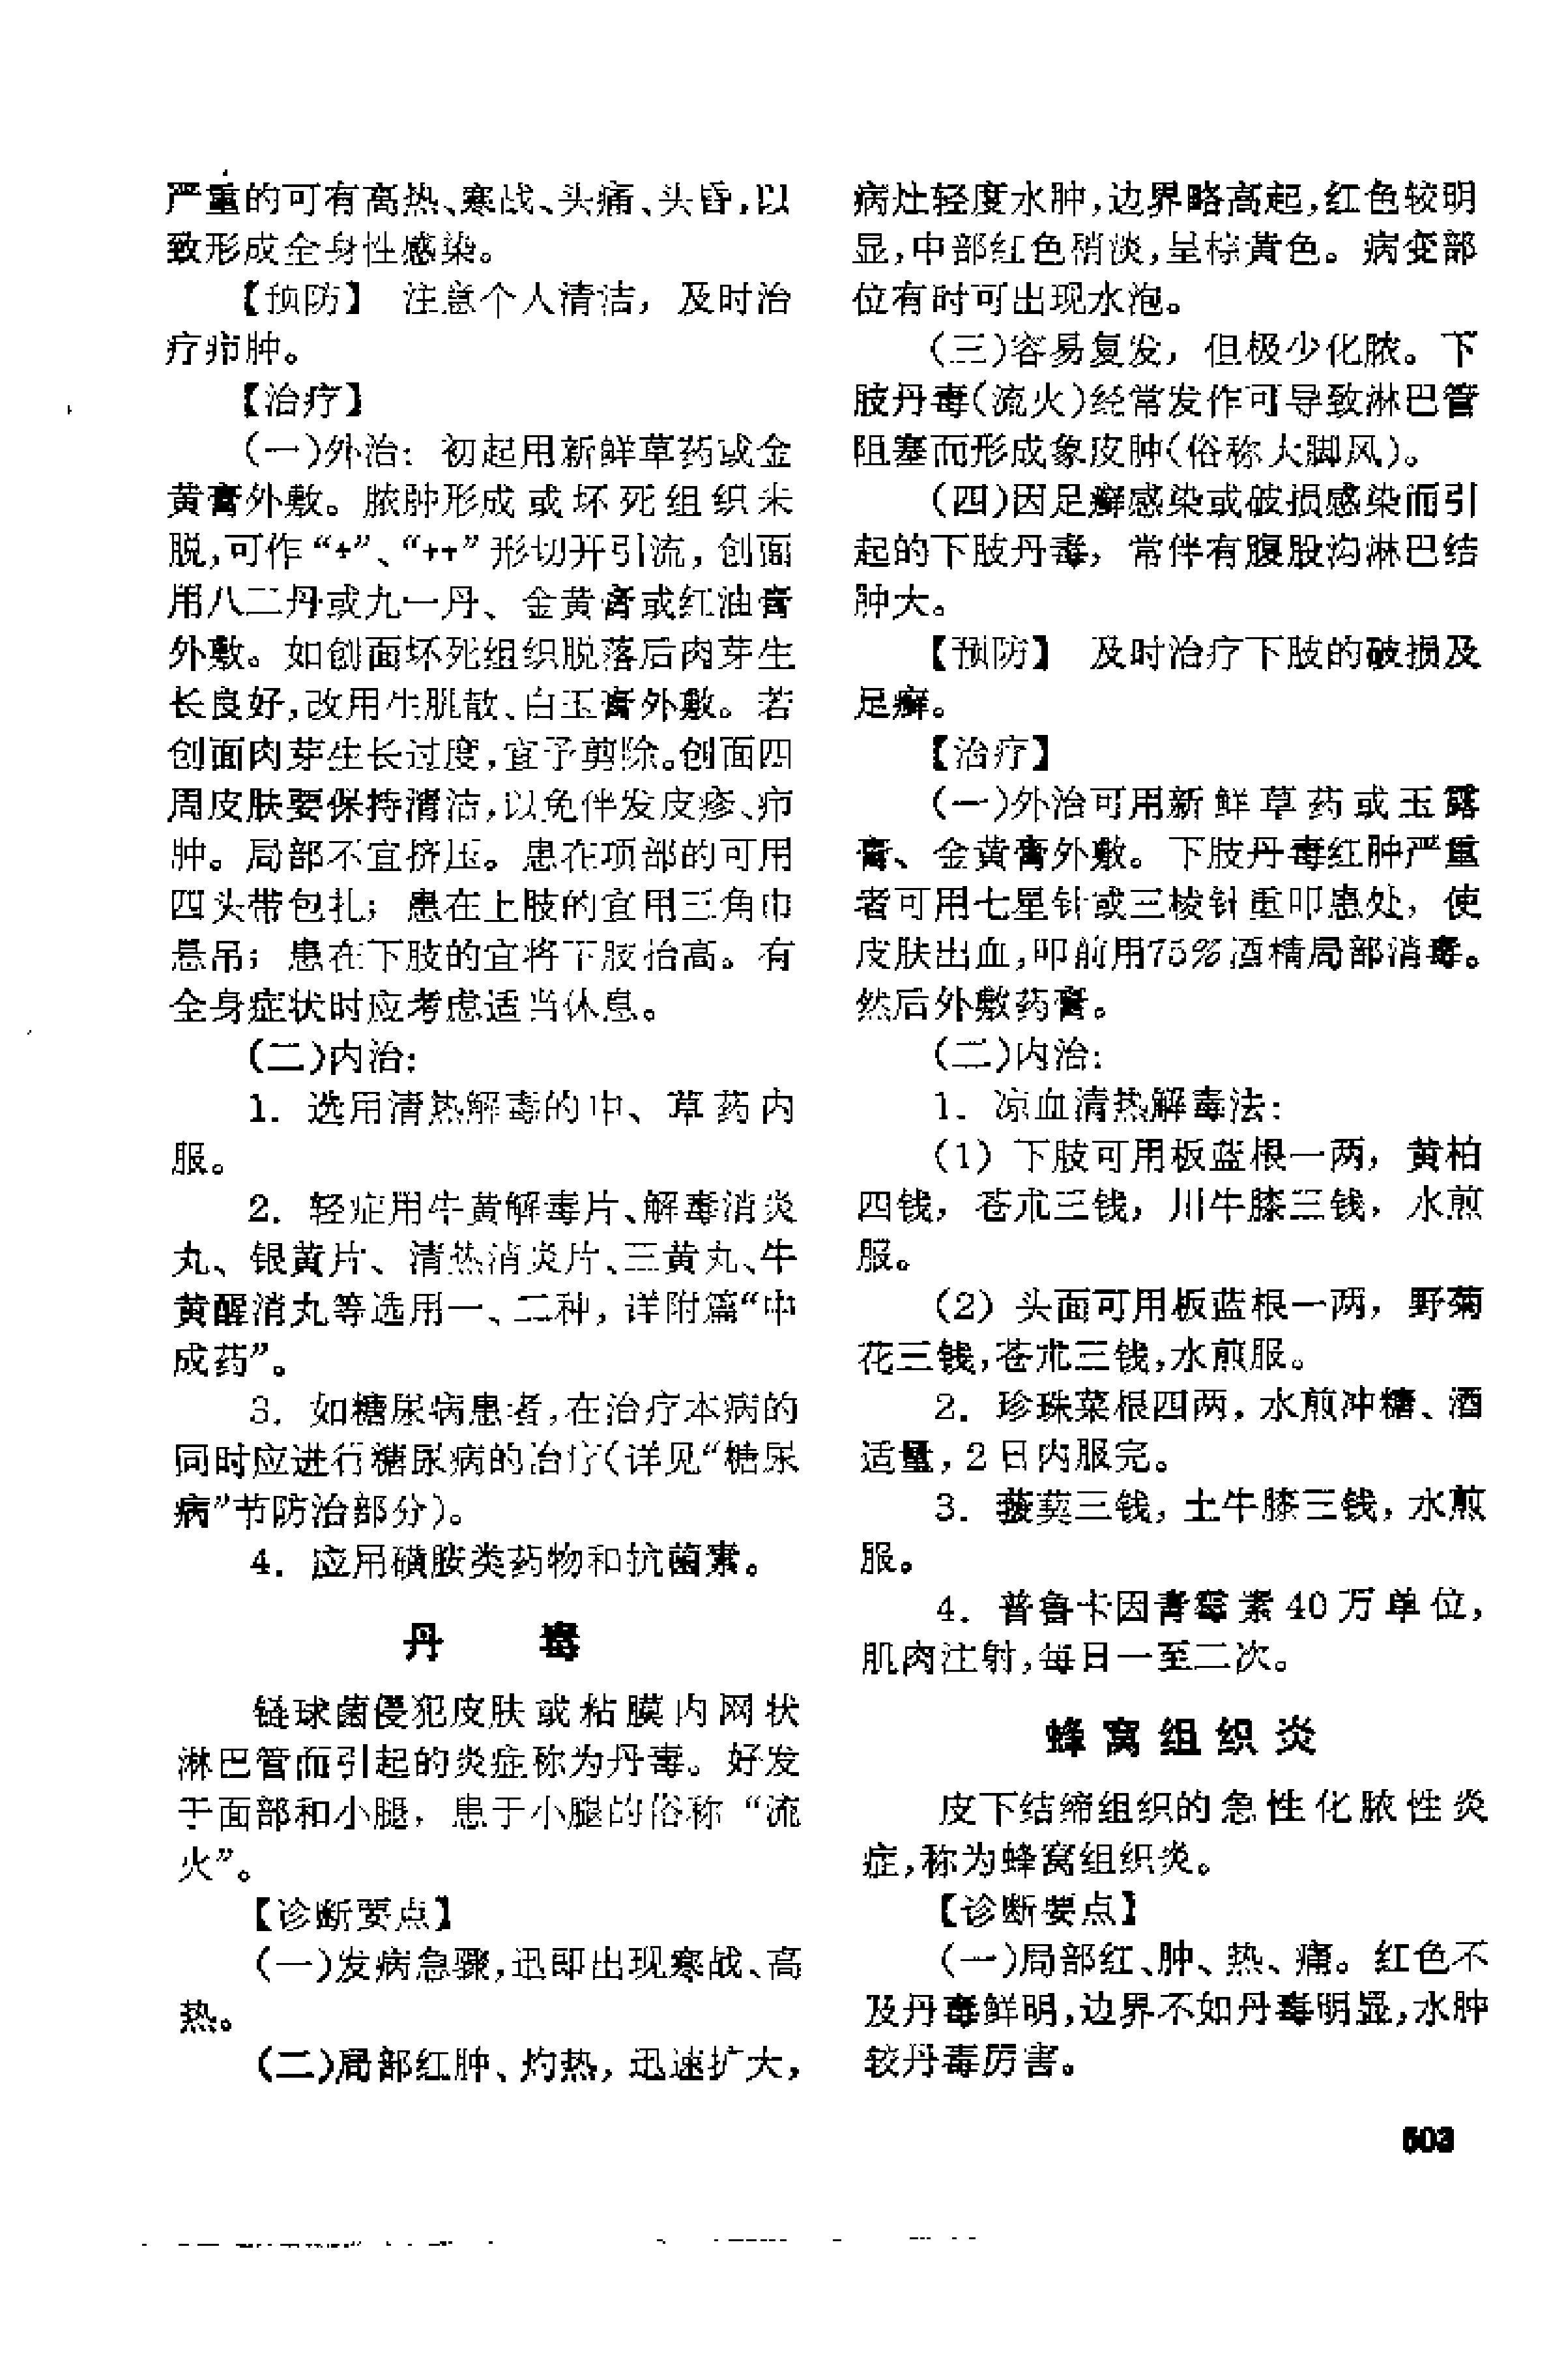 严重的可有高热、寒战、头痛、头昏,以
致形成全身性感染。
【预防】 注意个人清洁，及时治
疗疖肿。
【治疗】
(一)外治：初起用新鲜草药或金
黄膏外敷。脓肿形成或坏死组织未
脱,可作“+”、“++”形切开引流，创面
用八二丹或九一丹、金黄膏或红油膏
外敷。如创面坏死组织脱落后肉芽生
长良好,改用生肌散、白玉膏外敷。若
创面肉芽生长过度,宜予剪除。创面四
周皮肤要保持清洁,以免伴发皮疹、疖
肿。局部不宜挤压。患在项部的可用
四头带包扎；患在上肢的宜用三角巾
悬吊；患在下肢的宜将下肢抬高。有
全身症状时应考虑适当休息。
(二)内治：
1. 选用清热解毒的中、草药内
服。
2. 轻症用牛黄解毒片、解毒消炎
丸、银黄片、清热消炎片、三黄丸、牛
黄醒消丸等选用一、二种，详附篇“中
成药”。
3. 如糖尿病患者,在治疗本病的
同时应进行糖尿病的治疗(详见“糖尿
病”节防治部分)。
4. 应用磺胺类药物和抗菌素。
丹 毒
链球菌侵犯皮肤或粘膜内网状
淋巴管而引起的炎症称为丹毒。好发
于面部和小腿，患于小腿的俗称“流
火”。
【诊断要点】
(一)发病急骤,迅即出现寒战、高
热。
(二)局部红肿、灼热，迅速扩大，
病灶轻度水肿,边界略高起,红色较明
显,中部红色稍淡,呈棕黄色。病变部
位有时可出现水泡。
(三)容易复发，但极少化脓。下
肢丹毒(流火)经常发作可导致淋巴管
阻塞而形成象皮肿(俗称大脚风)。
(四)因足癣感染或破损感染而引
起的下肢丹毒，常伴有腹股沟淋巴结
肿大。
【预防】 及时治疗下肢的破损及
足癣。
【治疗】
(一)外治可用新鲜草药或玉露
膏、金黄膏外敷。下肢丹毒红肿严重
者可用七星针或三棱针重叩患处，使
皮肤出血,叩前用75%酒精局部消毒。
然后外敷药膏。
(二)内治：
1. 凉血清热解毒法：
(1) 下肢可用板蓝根一两，黄柏
四钱，苍朮三钱，川牛膝三钱，水煎
服。
(2) 头面可用板蓝根一两，野菊
花三钱,苍朮三钱,水煎服。
2. 珍珠菜根四两，水煎冲糖、酒
适量，2日内服完。
3. 菝葜三钱，土牛膝三钱，水煎
服。
4. 普鲁卡因青霉素40万单位，
肌肉注射,每日一至二次。
蜂窝组织炎
皮下结缔组织的急性化脓性炎
症,称为蜂窝组织炎。
【诊断要点】
(一)局部红、肿、热、痛。红色不
及丹毒鲜明,边界不如丹毒明显,水肿
较丹毒厉害。
503